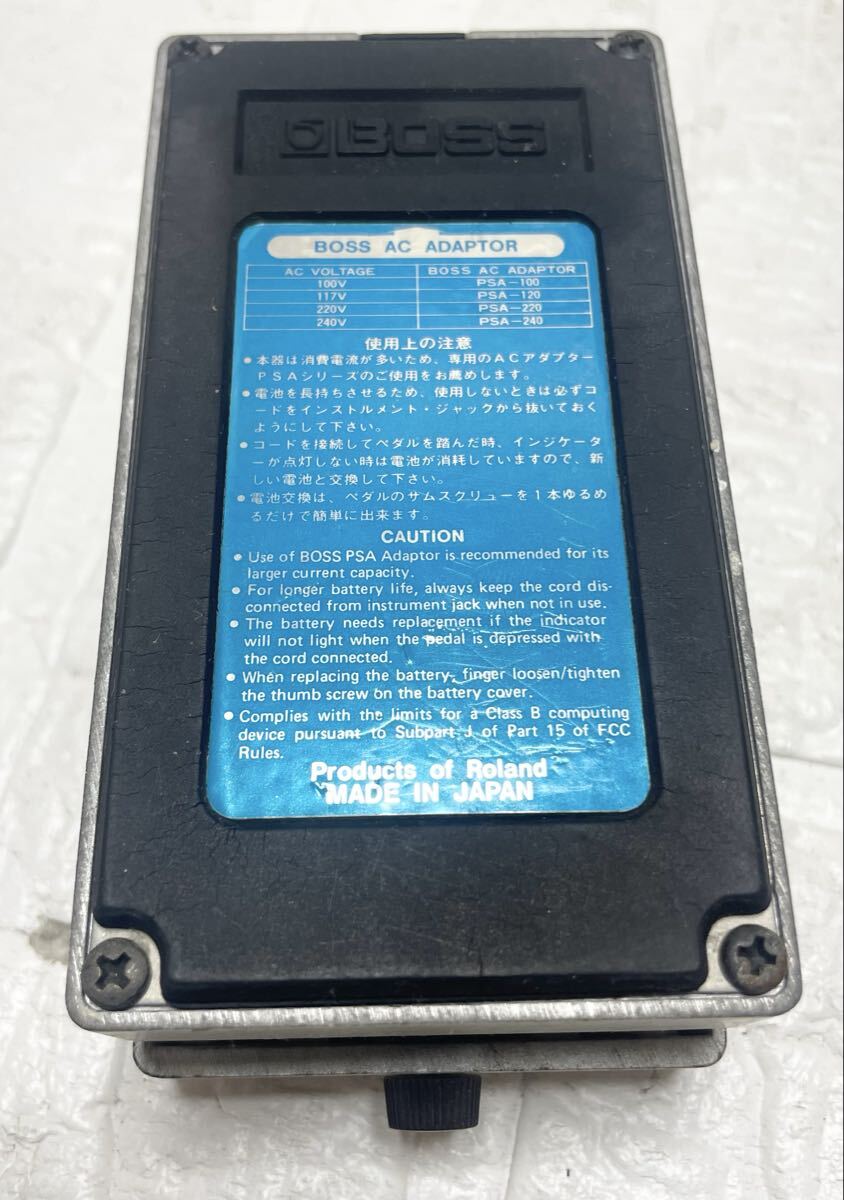 BOSS
BOSS AC ADAPTOR
AC VOLTAGE BOSS AC ADAPTOR
100V PSA-100
117V PSA-120
220V PSA-220
240V PSA-240
使用上の注意
●本器は消費電流が多いため、専用のACアダプター
PSAシリーズのご使用をお薦めします。
●電池を長持ちさせるため、使用しないときは必ずコ
ードをインストルメント・ジャックから抜いておく
ようにして下さい。
●コードを接続してペダルを踏んだ時、インジケータ
ーが点灯しない時は電池が消耗していますので、新
しい電池と交換して下さい。
●電池交換は、ペダルのサムスクリューを1本ゆるめ
るだけで簡単に出来ます。
CAUTION
● Use of BOSS PSA Adaptor is recommended for its
larger current capacity.
● For longer battery life, always keep the cord dis-
connected from instrument jack when not in use.
● The battery needs replacement if the indicator
will not light when the pedal is depressed with
the cord connected.
● When replacing the battery, finger loosen/tighten
the thumb screw on the battery cover.
● Complies with the limits for a Class B computing
device pursuant to Subpart J of Part 15 of FCC
Rules.
Products of Roland
MADE IN JAPAN